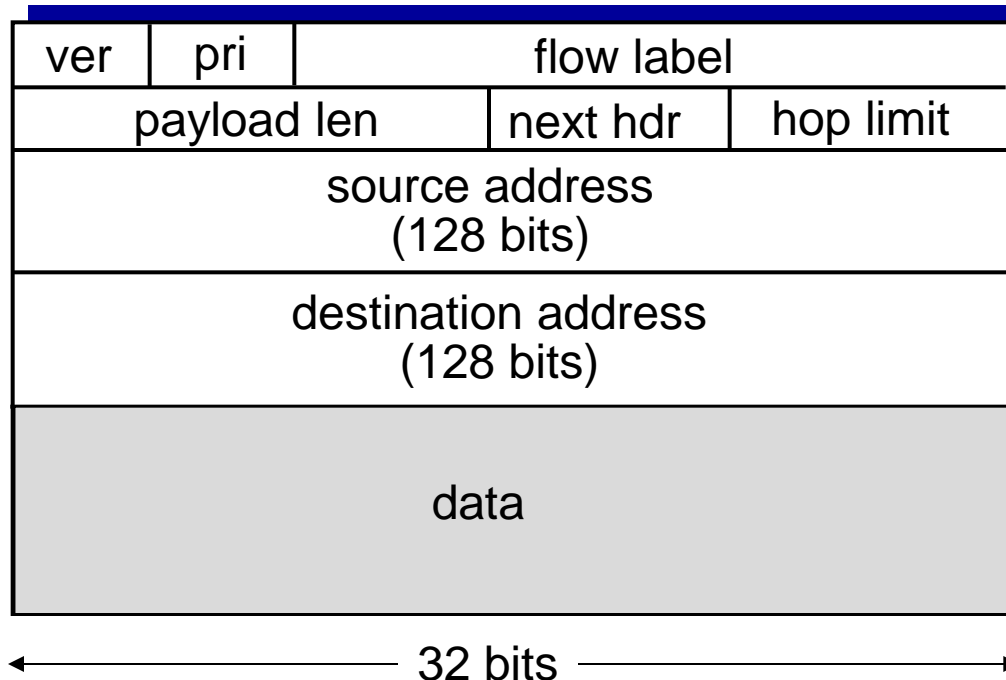 ver pri flow label
payload len next hdr hop limit
source address
(128 bits)
destination address
(128 bits)
data
32 bits